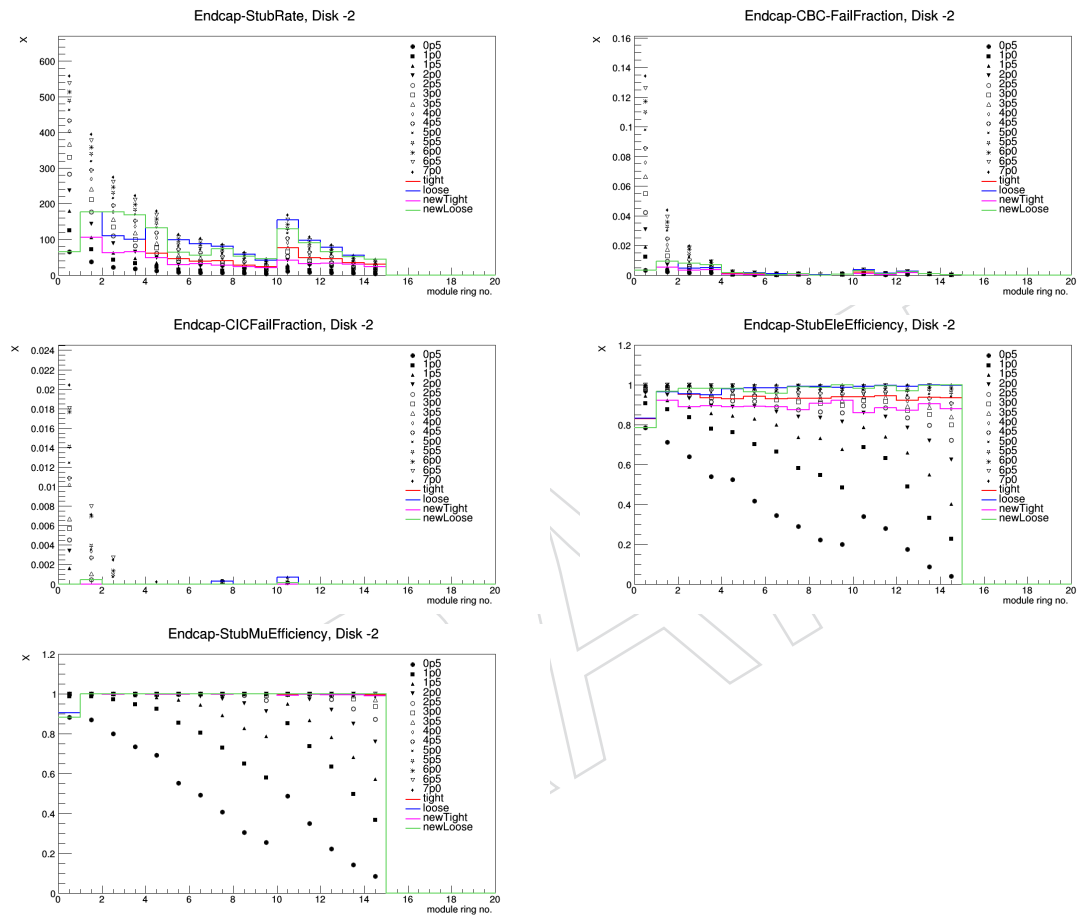 Endcap-StubRate, Disk -2
X
600
500
400
300
200
100
0
0 2 4 6 8 10 12 14 16 18 20
module ring no.
0p5
1p0
1p5
2p0
2p5
3p0
3p5
4p0
4p5
5p0
5p5
6p0
6p5
7p0
tight
loose
newTight
newLoose
Endcap-CBC-FailFraction, Disk -2
X
0.16
0.14
0.12
0.1
0.08
0.06
0.04
0.02
0
0 2 4 6 8 10 12 14 16 18 20
module ring no.
0p5
1p0
1p5
2p0
2p5
3p0
3p5
4p0
4p5
5p0
5p5
6p0
6p5
7p0
tight
loose
newTight
newLoose
Endcap-CICFailFraction, Disk -2
X
0.024
0.022
0.02
0.018
0.016
0.014
0.012
0.01
0.008
0.006
0.004
0.002
0
0 2 4 6 8 10 12 14 16 18 20
module ring no.
0p5
1p0
1p5
2p0
2p5
3p0
3p5
4p0
4p5
5p0
5p5
6p0
6p5
7p0
tight
loose
newTight
newLoose
Endcap-StubEleEfficiency, Disk -2
X
1.2
1
0.8
0.6
0.4
0.2
0
0 2 4 6 8 10 12 14 16 18 20
module ring no.
0p5
1p0
1p5
2p0
2p5
3p0
3p5
4p0
4p5
5p0
5p5
6p0
6p5
7p0
tight
loose
newTight
newLoose
Endcap-StubMuEfficiency, Disk -2
X
1.2
1
0.8
0.6
0.4
0.2
0
0 2 4 6 8 10 12 14 16 18 20
module ring no.
0p5
1p0
1p5
2p0
2p5
3p0
3p5
4p0
4p5
5p0
5p5
6p0
6p5
7p0
tight
loose
newTight
newLoose